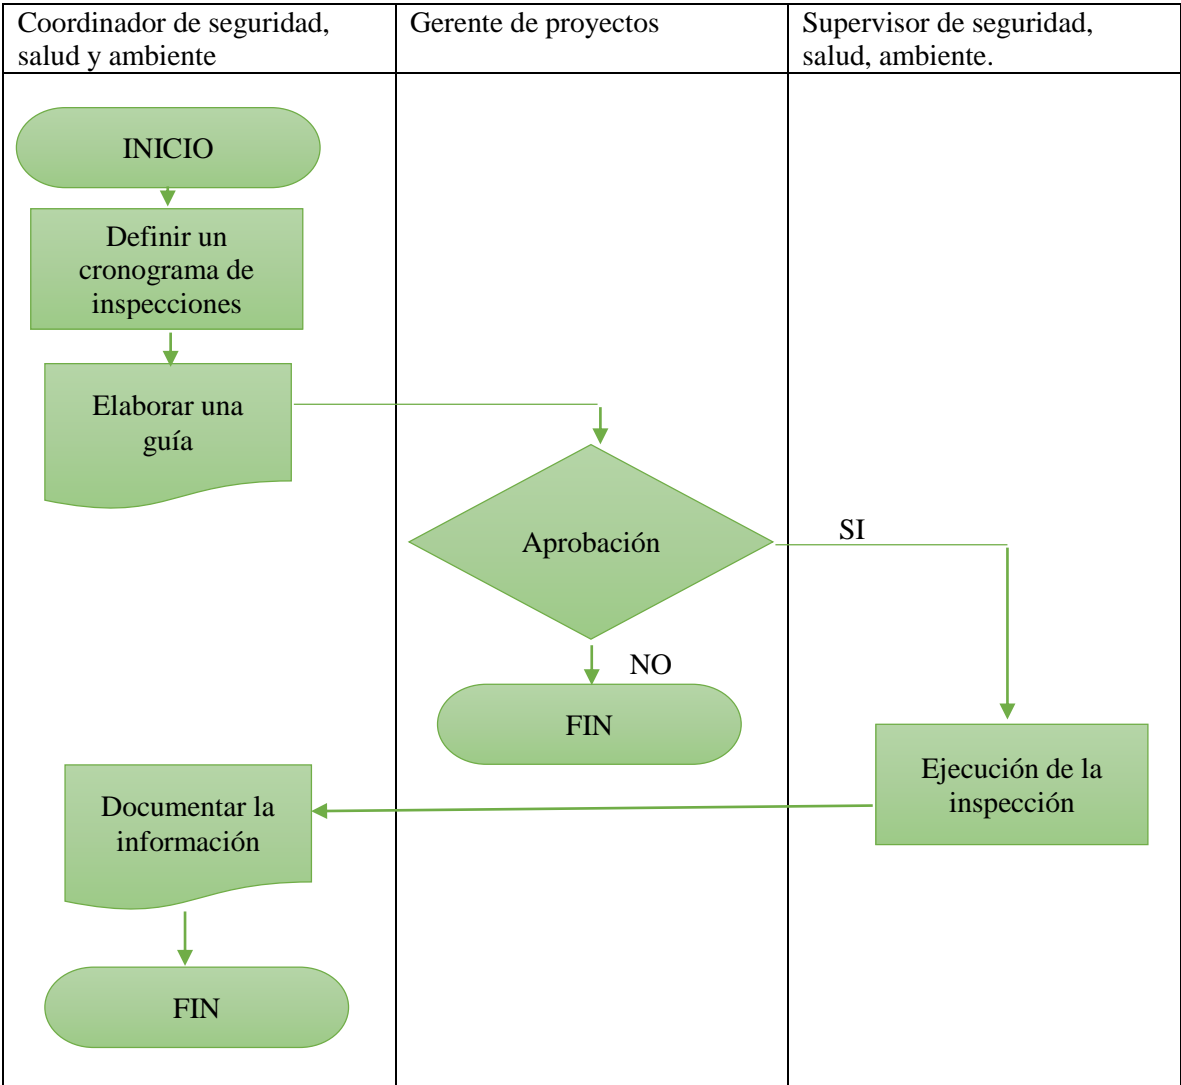 Coordinador de seguridad,
salud y ambiente
Gerente de proyectos
Supervisor de seguridad,
salud, ambiente.
INICIO
Definir un
cronograma de
inspecciones
Elaborar una
guía
Aprobación
SI
NO
FIN
Ejecución de la
inspección
Documentar la
información
FIN